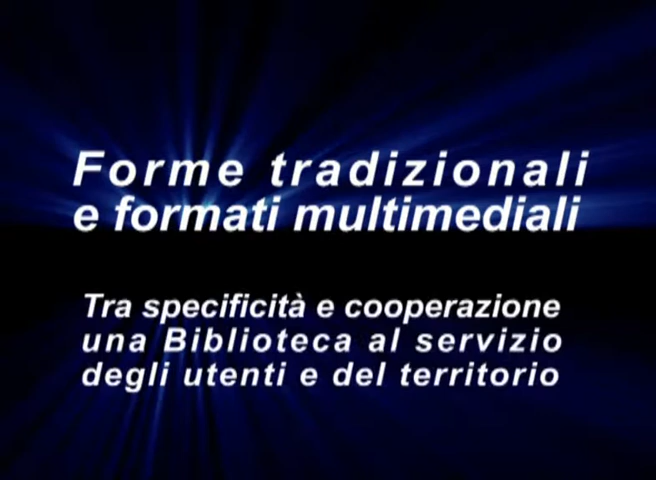 Forme tradizionali
e formati multimediali
Tra specificità e cooperazione
una Biblioteca al servizio
degli utenti e del territorio